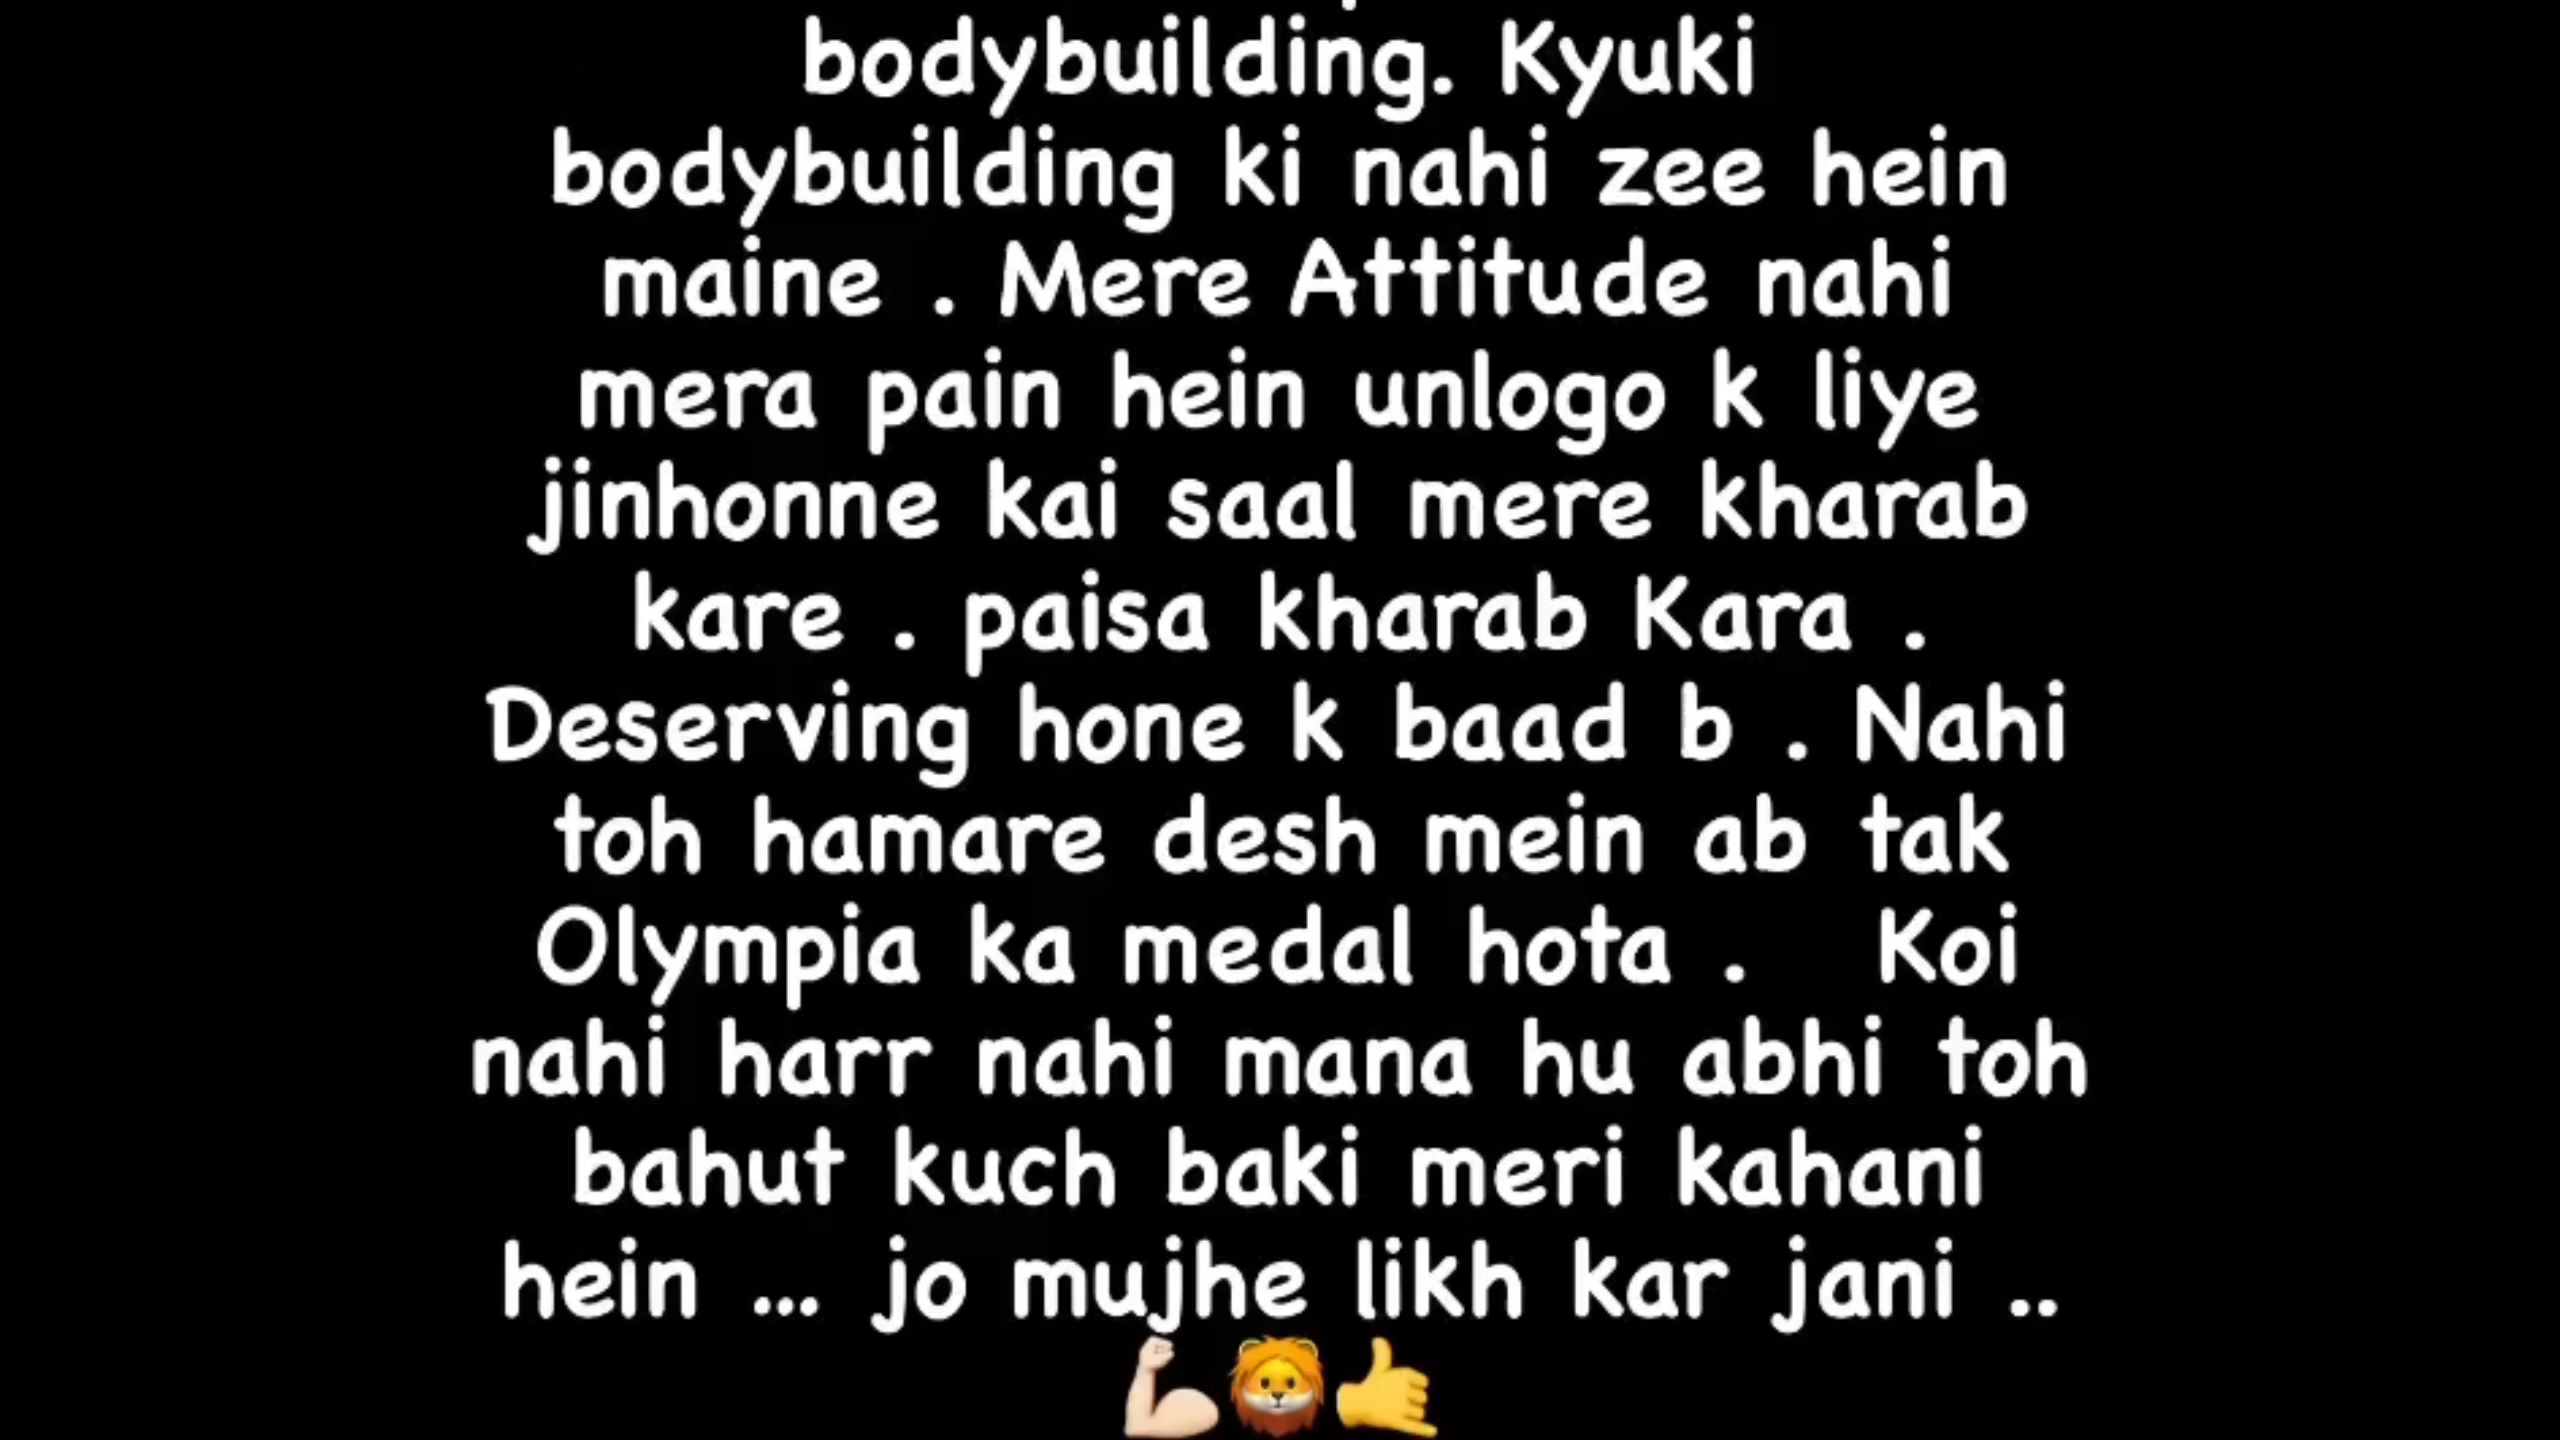 bodybuilding. Kyuki
bodybuilding ki nahi zee hein
maine . Mere Attitude nahi
mera pain hein unlogo k liye
jinhonne kai saal mere kharab
kare . paisa kharab Kara .
Deserving hone k baad b . Nahi
toh hamare desh mein ab tak
Olympia ka medal hota . Koi
nahi harr nahi mana hu abhi toh
bahut kuch baki meri kahani
hein ... jo mujhe likh kar jani ..
💪🏻🦁🤙